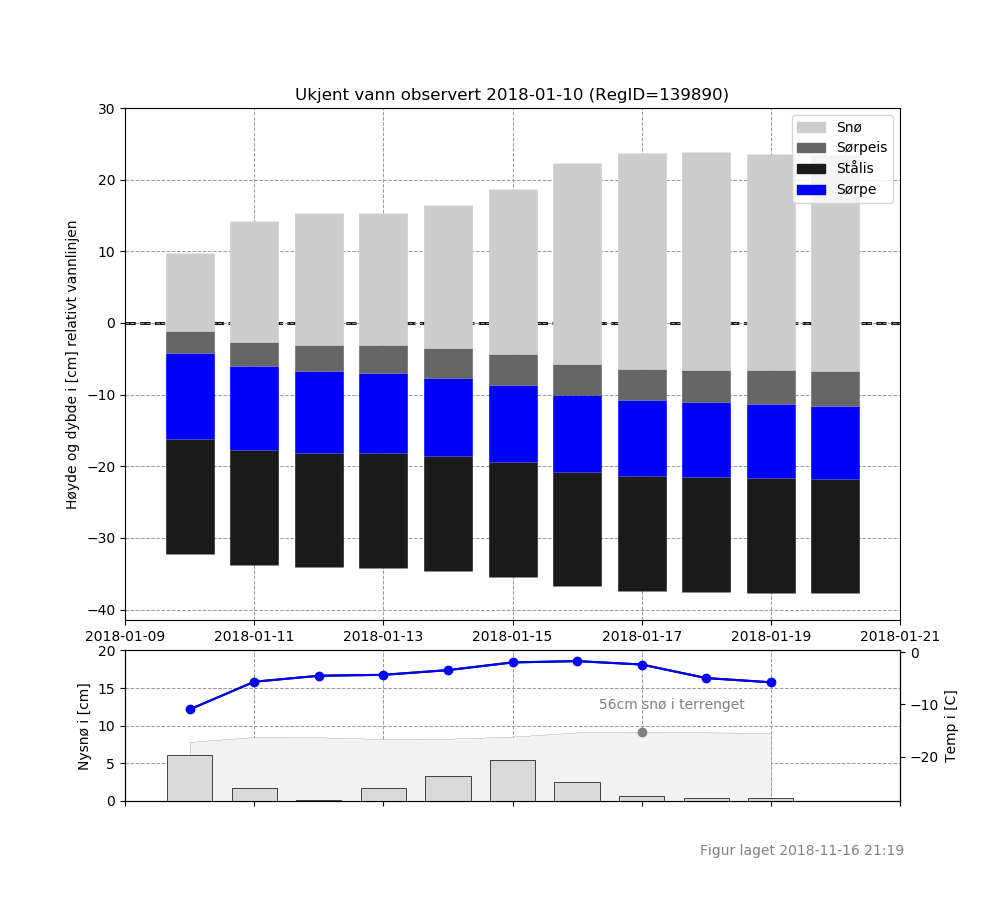 Ukjent vann observert 2018-01-10 (RegID=139890)
Høyde og dybde i [cm] relativt vannlinjen
30
20
10
0
−10
−20
−30
−40
Snø
Sørpeis
Stålis
Sørpe
2018-01-09 2018-01-11 2018-01-13 2018-01-15 2018-01-17 2018-01-19 2018-01-21
Nysnø i [cm]
20
15
10
5
0
56cm snø i terrenget
0
−10
−20
Temp i [C]
Figur laget 2018-11-16 21:19